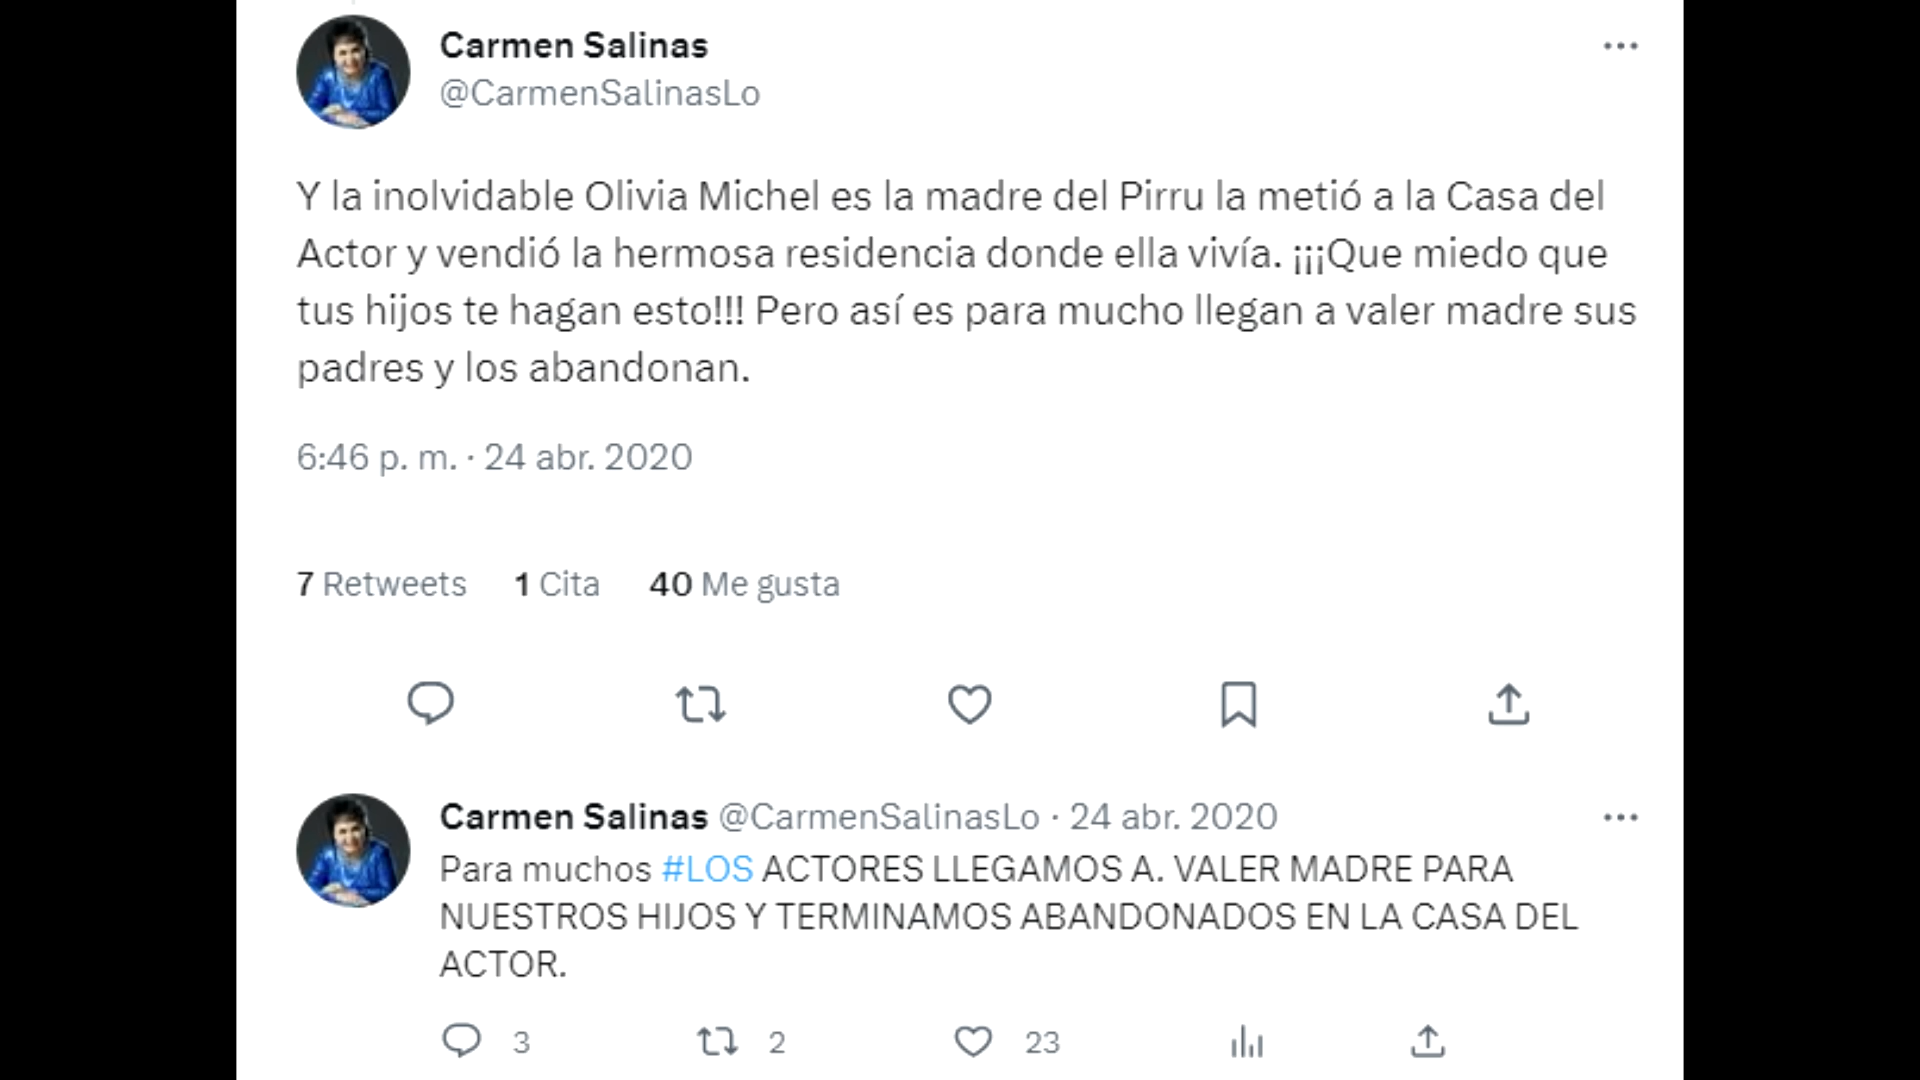 Carmen Salinas
@CarmenSalinasLo
Y la inolvidable Olivia Michel es la madre del Pirru la metió a la Casa del
Actor y vendió la hermosa residencia donde ella vivía. ¡¡¡Que miedo que
tus hijos te hagan esto!!! Pero así es para mucho llegan a valer madre sus
padres y los abandonan.
6:46 p. m. · 24 abr. 2020
7 Retweets 1 Cita 40 Me gusta
Carmen Salinas @CarmenSalinasLo · 24 abr. 2020
Para muchos #LOS ACTORES LLEGAMOS A. VALER MADRE PARA
NUESTROS HIJOS Y TERMINAMOS ABANDONADOS EN LA CASA DEL
ACTOR.
3 2 23